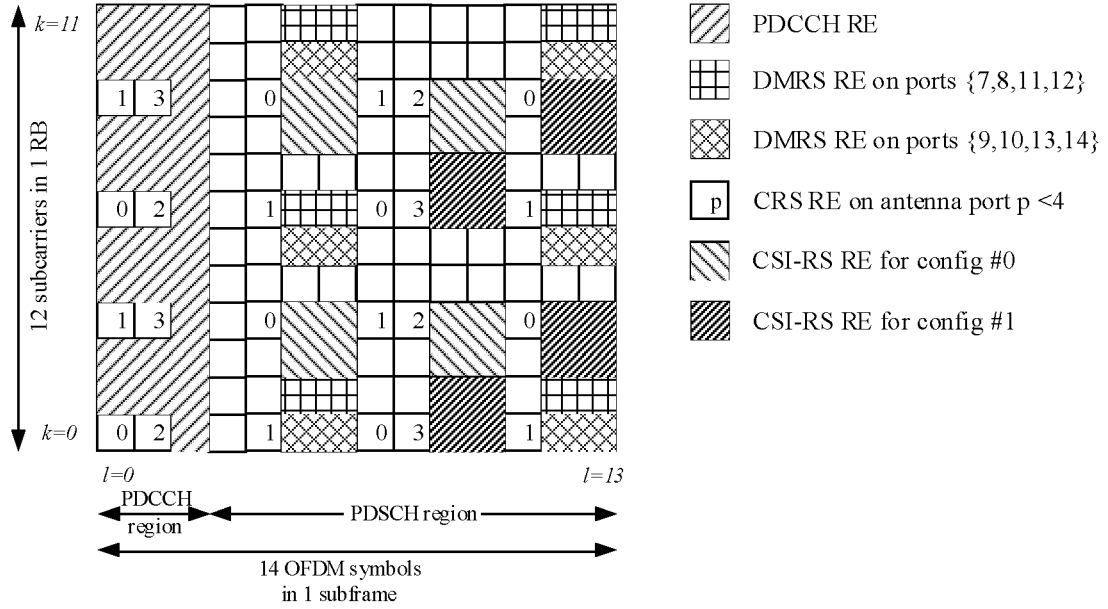 k=11
PDCCH RE
DMRS RE on ports {7,8,11,12}
1 3 0 1 2 0
DMRS RE on ports {9,10,13,14}
12 subcarriers in 1 RB
0 2 1 0 3 1
p CRS RE on antenna port p <4
CSI-RS RE for config #0
1 3 0 1 2 0
CSI-RS RE for config #1
k=0
0 2 1 0 3 1
l=0
l=13
PDCCH
region
PDSCH region
14 OFDM symbols
in 1 subframe